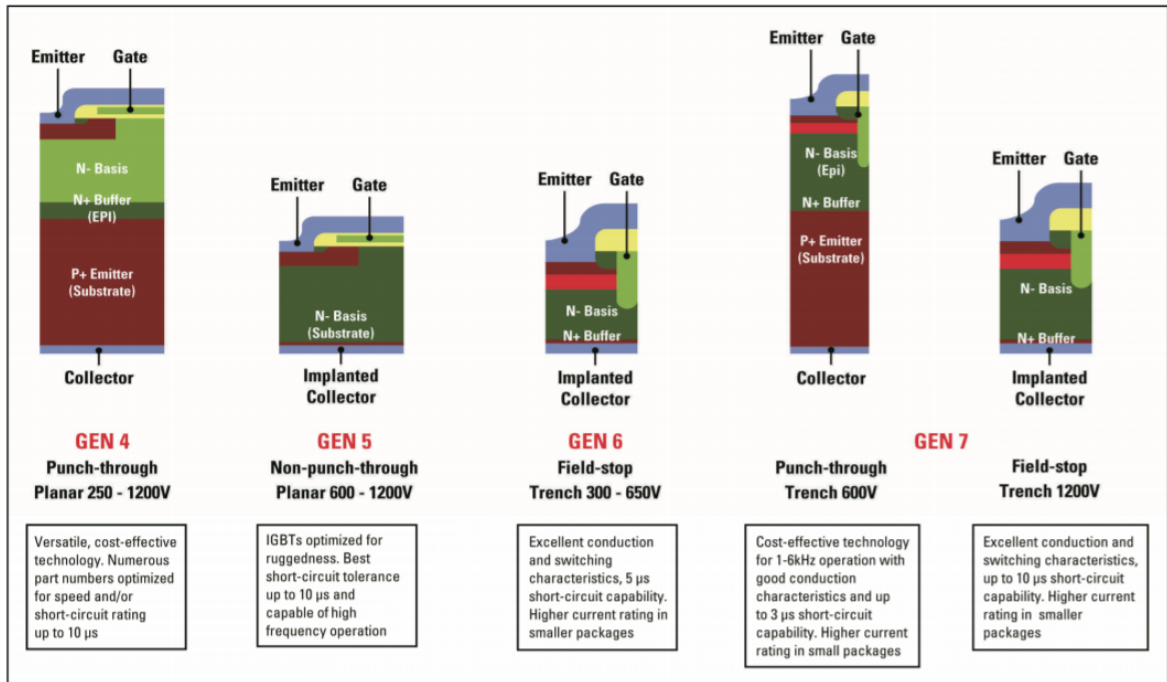 Emitter Gate
N- Basis
N+ Buffer
(EPI)
P+ Emitter
(Substrate)
Collector
GEN 4
Punch-through
Planar 250 - 1200V
Versatile, cost-effective
technology. Numerous
part numbers optimized
for speed and/or
short-circuit rating
up to 10 µs
Emitter Gate
N- Basis
(Substrate)
Implanted
Collector
GEN 5
Non-punch-through
Planar 600 - 1200V
IGBTs optimized for
ruggedness. Best
short-circuit tolerance
up to 10 µs and
capable of high
frequency operation
Emitter Gate
N- Basis
N+ Buffer
Implanted
Collector
GEN 6
Field-stop
Trench 300 - 650V
Excellent conduction
and switching
characteristics, 5 µs
short-circuit capability.
Higher current rating in
smaller packages
Emitter Gate
N- Basis
(Epi)
N+ Buffer
P+ Emitter
(Substrate)
Collector
GEN 7
Punch-through
Trench 600V
Cost-effective technology
for 1-6kHz operation with
good conduction
characteristics and up
to 3 µs short-circuit
capability. Higher current
rating in small packages
Emitter Gate
N- Basis
N+ Buffer
Implanted
Collector
Field-stop
Trench 1200V
Excellent conduction and
switching characteristics,
up to 10 µs short-circuit
capability. Higher current
rating in smaller
packages